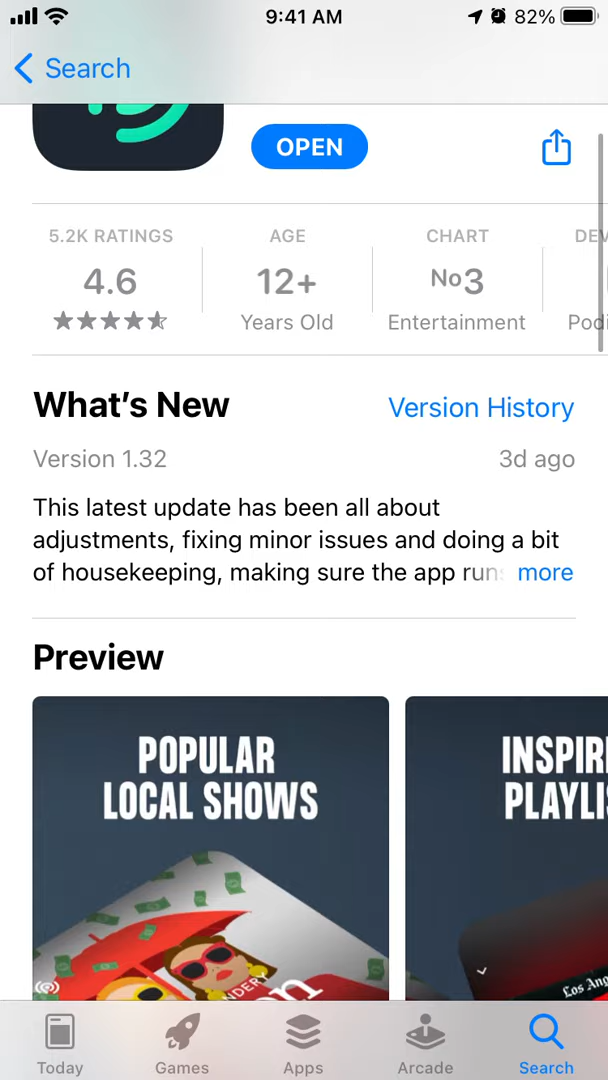 9:41 AM
82%
Search
OPEN
5.2K RATINGS
4.6
AGE
12+
Years Old
CHART
No3
Entertainment
What's New
Version History
Version 1.32
3d ago
This latest update has been all about
adjustments, fixing minor issues and doing a bit
of housekeeping, making sure the app
more
Preview
POPULAR
LOCAL SHOWS
Today
Games
Apps
Arcade
Search